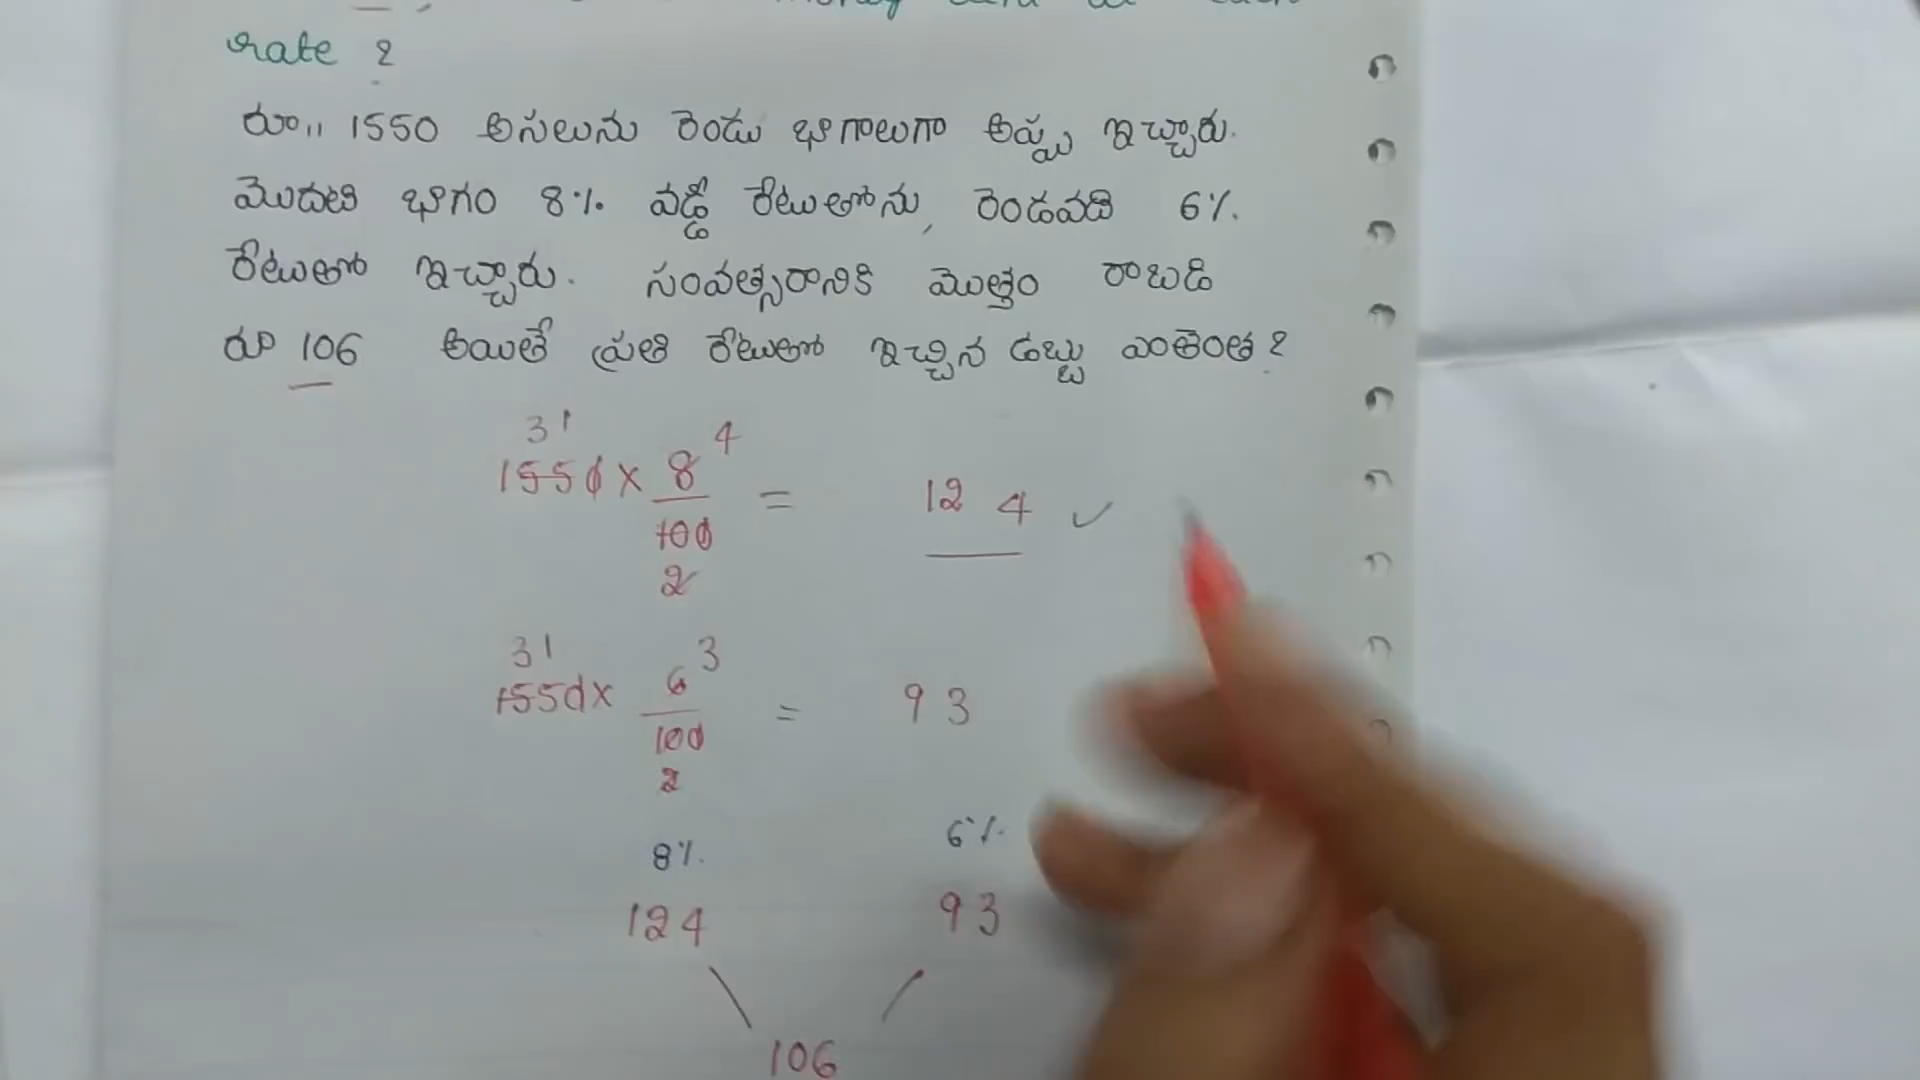 rate ?
రూ॥ 1550 అసలును రెండు భాగాలుగా అప్పు ఇచ్చారు.
మొదటి భాగం 8% వడ్డీ రేటుతోను, రెండవది 6%.
రేటుతో ఇచ్చారు. సంవత్సరానికి మొత్తం రాబడి
రూ 106 అయితే ప్రతి రేటుతో ఇచ్చిన డబ్బు ఎంతెంత ?
31 4
1550 x 8 = 124 ✓
100
2
31 3
1550 x 6 = 93
100
2
8% 6%
124 93
106